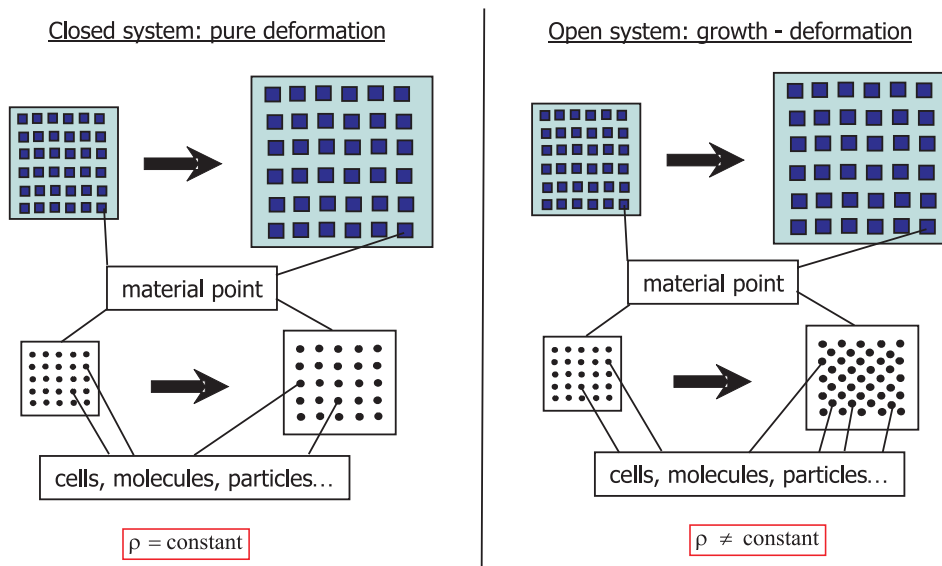 Closed system: pure deformation
material point
cells, molecules, particles…
ρ = constant
Open system: growth - deformation
material point
cells, molecules, particles…
ρ ≠ constant